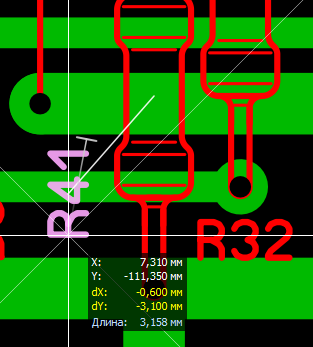 R41
R32
X: 7,310 мм
Y: -111,350 мм
dX: -0,600 мм
dY: -3,100 мм
Длина: 3,158 мм